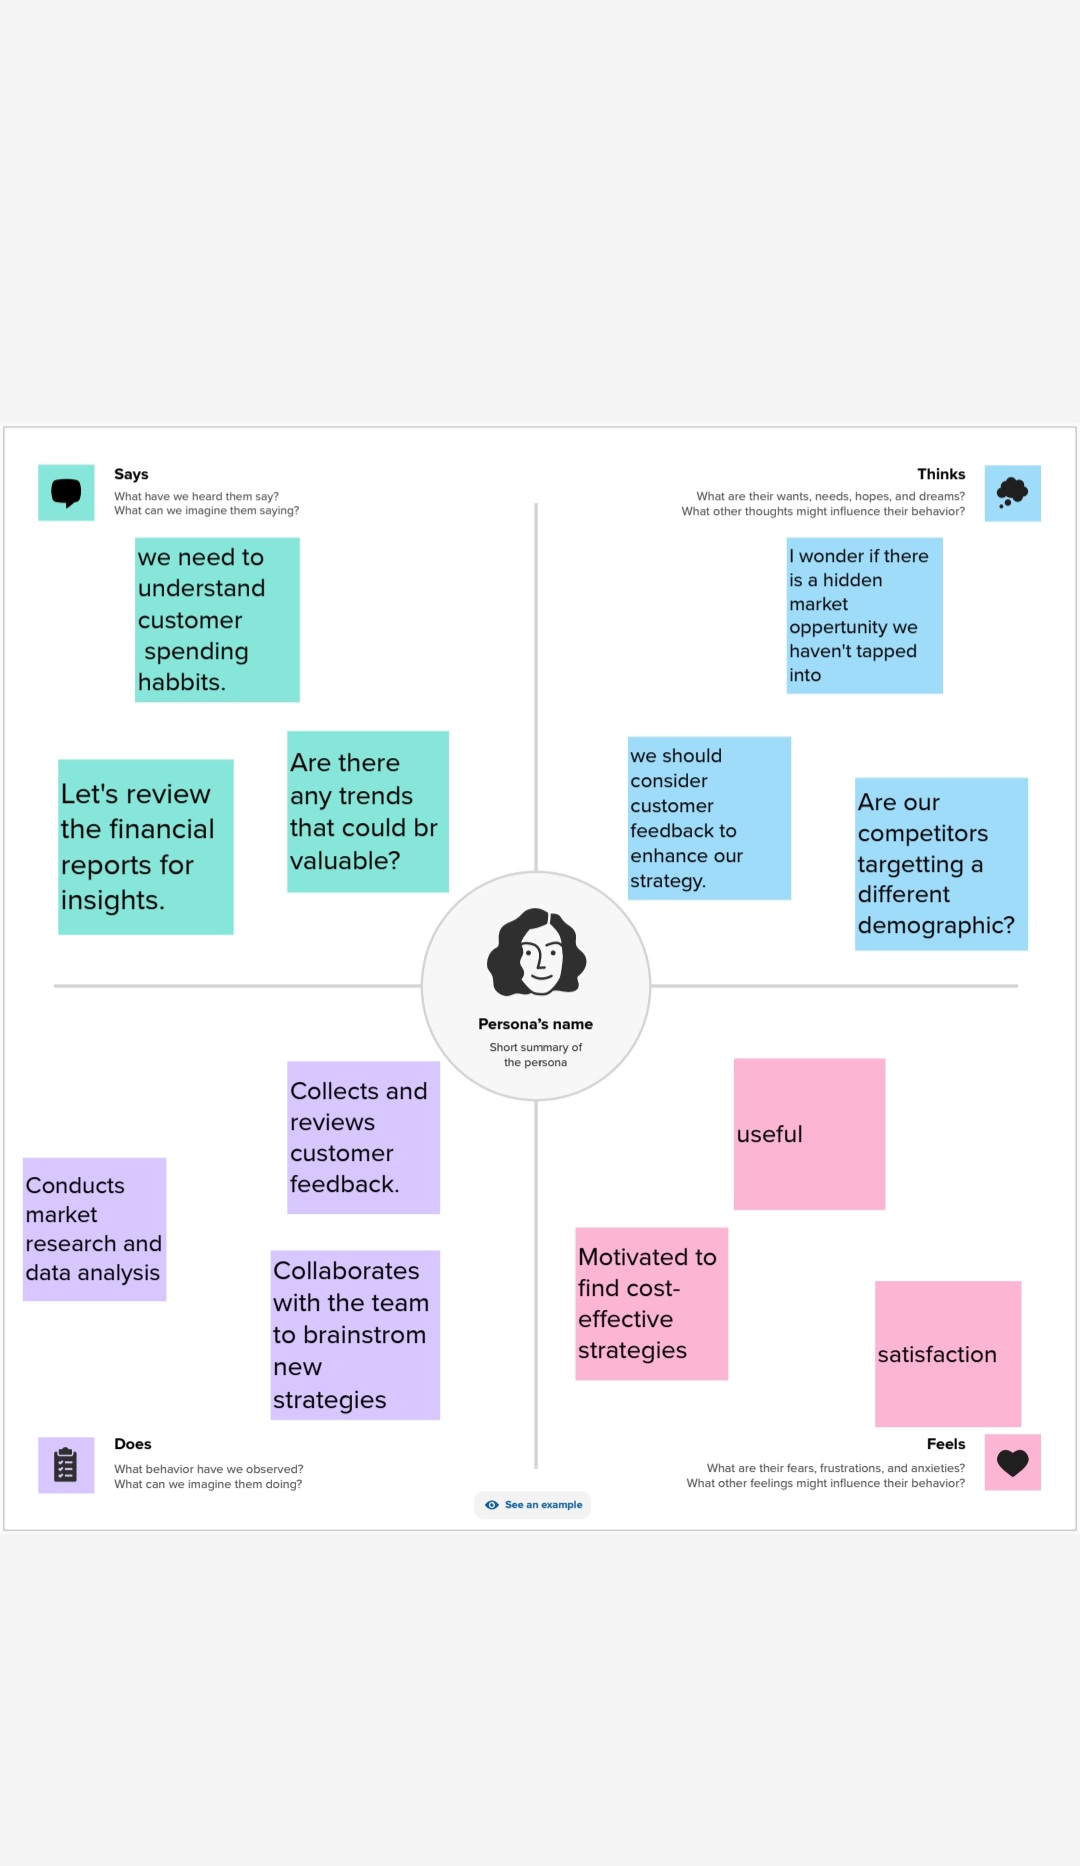 Says
What have we heard them say?
What can we imagine them saying?
Thinks
What are their wants, needs, hopes, and dreams?
What other thoughts might influence their behavior?
we need to
understand
customer
spending
habbits.
I wonder if there
is a hidden
market
oppertunity we
haven't tapped
into
Let's review
the financial
reports for
insights.
Are there
any trends
that could br
valuable?
we should
consider
customer
feedback to
enhance our
strategy.
Are our
competitors
targetting a
different
demographic?
Persona's name
Short summary of
the persona
Collects and
reviews
customer
feedback.
Conducts
market
research and
data analysis
Collaborates
with the team
to brainstrom
new
strategies
useful
Motivated to
find cost-
effective
strategies
satisfaction
Does
What behavior have we observed?
What can we imagine them doing?
Feels
What are their fears, frustrations, and anxieties?
What other feelings might influence their behavior?
See an example